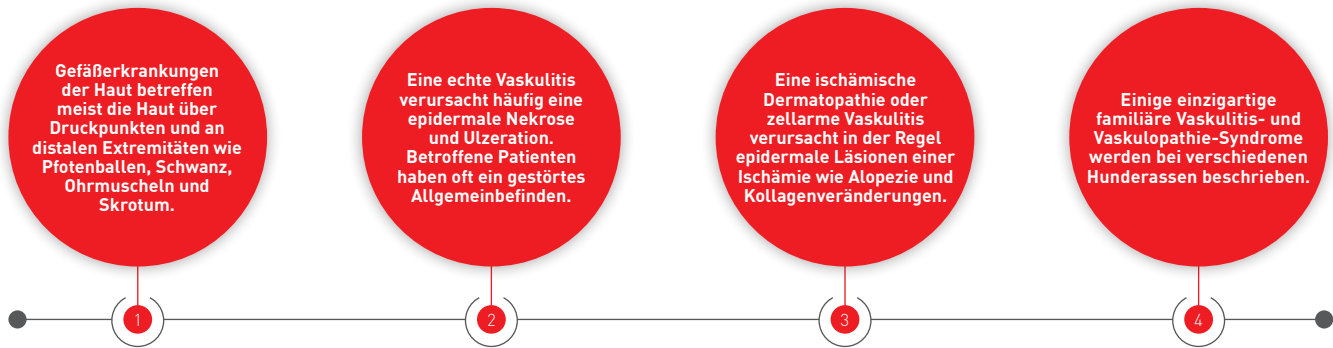 Gefäßerkrankungen
der Haut betreffen
meist die Haut über
Druckpunkten und an
distalen Extremitäten wie
Pfotenballen, Schwanz,
Ohrmuscheln und
Skrotum.
Eine echte Vaskulitis
verursacht häufig eine
epidermale Nekrose
und Ulzeration.
Betroffene Patienten
haben oft ein gestörtes
Allgemeinbefinden.
Eine ischämische
Dermatopathie oder
zellarme Vaskulitis
verursacht in der Regel
epidermale Läsionen einer
Ischämie wie Alopezie und
Kollagenveränderungen.
Einige einzigartige
familiäre Vaskulitis- und
Vaskulopathie-Syndrome
werden bei verschiedenen
Hunderassen beschrieben.
1
2
3
4